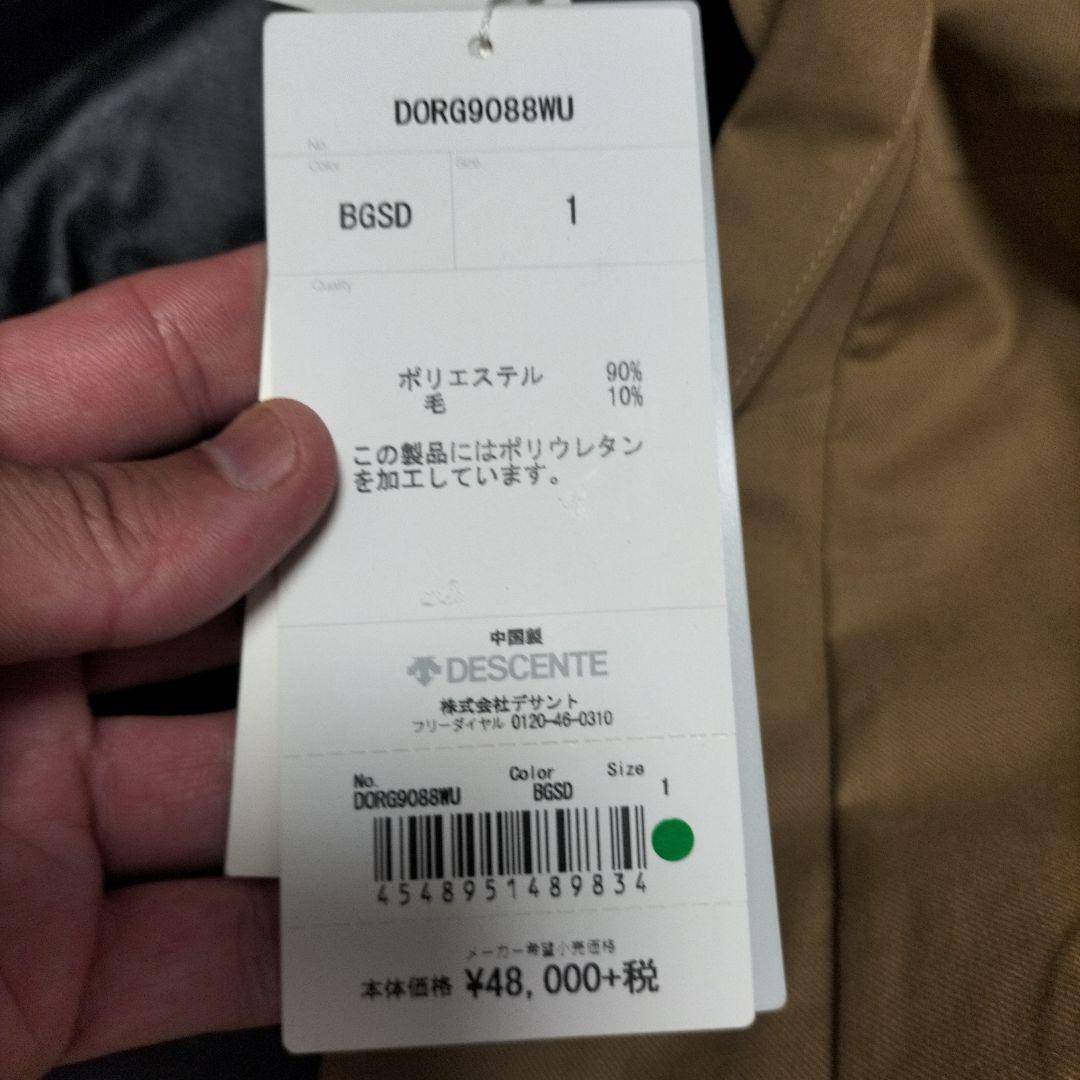 DORG9088WU
No.
Color
Size
BGSD
1
Quality
ポリエステル 90%
毛 10%
この製品にはポリウレタン
を加工しています。
中国製
DESCENTE
株式会社デサント
フリーダイヤル 0120-46-0310
No. Color Size
DORG9088WU BGSD 1
4548951489834
メーカー希望小売価格
本体価格 ¥48,000+税